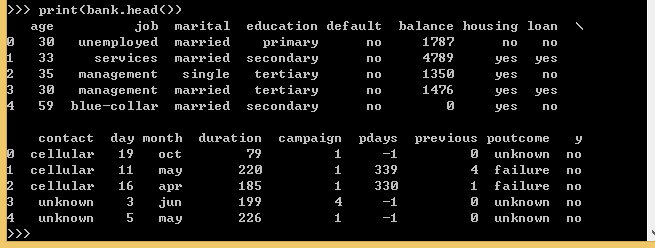 >>> print(bank.head())
   age          job  marital  education default  balance housing loan  \
0   30   unemployed  married    primary      no     1787      no   no
1   33     services  married  secondary      no     4789     yes  yes
2   35   management   single   tertiary      no     1350     yes   no
3   30   management  married   tertiary      no     1476     yes  yes
4   59  blue-collar  married  secondary      no        0     yes   no
    contact  day month  duration  campaign  pdays  previous poutcome   y
0  cellular   19   oct        79         1     -1         0  unknown  no
1  cellular   11   may       220         1    339         4  failure  no
2  cellular   16   apr       185         1    330         1  failure  no
3   unknown    3   jun       199         4     -1         0  unknown  no
4   unknown    5   may       226         1     -1         0  unknown  no
>>>